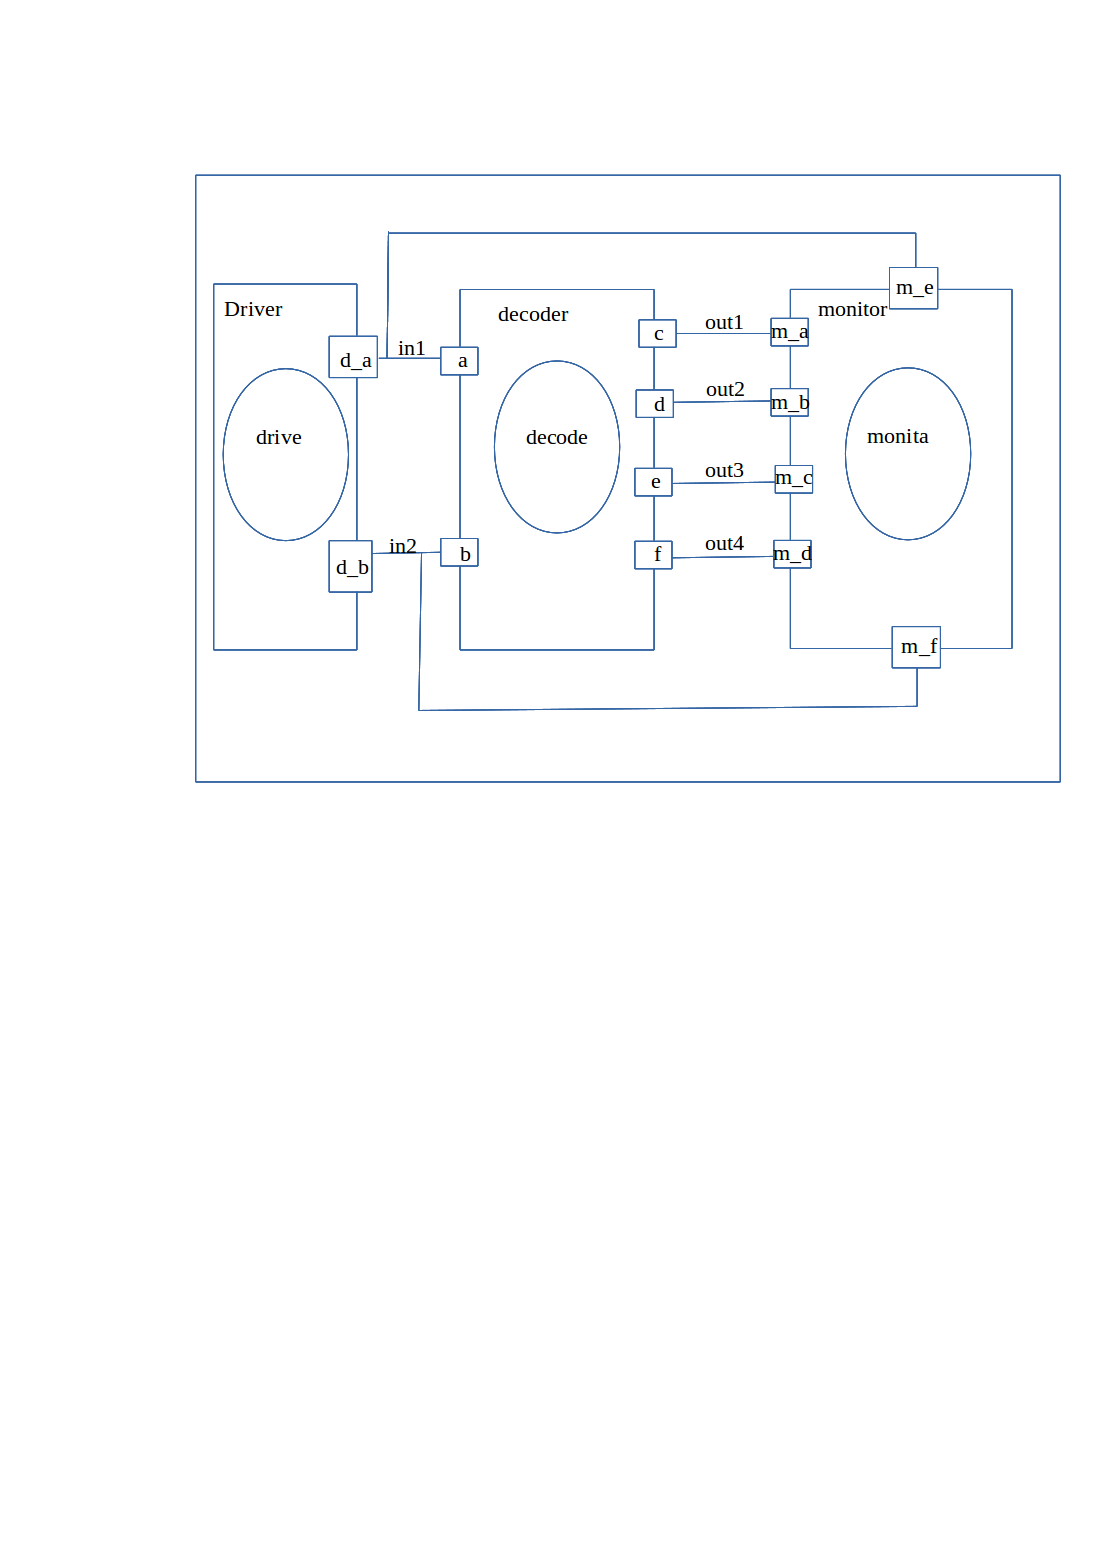 Driver
d_a
drive
d_b
in1
in2
decoder
a
decode
b
c
d
e
f
out1
out2
out3
out4
monitor
m_e
m_a
m_b
m_c
m_d
monita
m_f